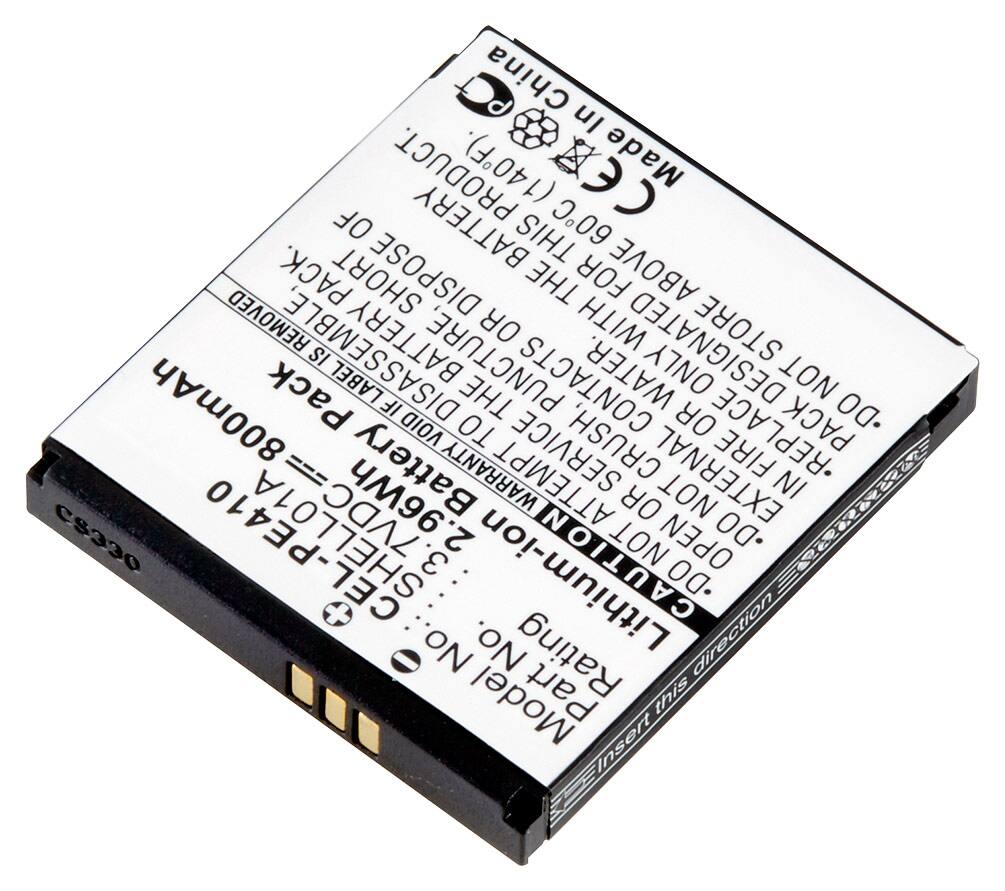 Model No.: CEL-PE410
Part No. : SHELL01A
Rating : 3.7VDC 800mAh
2.96Wh
Lithium-ion Battery Pack
CAUTION WARRANTY VOID IF LABEL IS REMOVED
•DO NOT ATTEMPT TO DISASSEMBLE,
OPEN OR SERVICE THE BATTERY PACK.
•DO NOT CRUSH, PUNCTURE, SHORT
EXTERNAL CONTACTS OR DISPOSE OF
IN FIRE OR WATER.
•REPLACE ONLY WITH THE BATTERY
PACK DESIGNATED FOR THIS PRODUCT.
•DO NOT STORE ABOVE 60°C (140°F).
CE
PCT
Made In China
Insert this direction
CS330